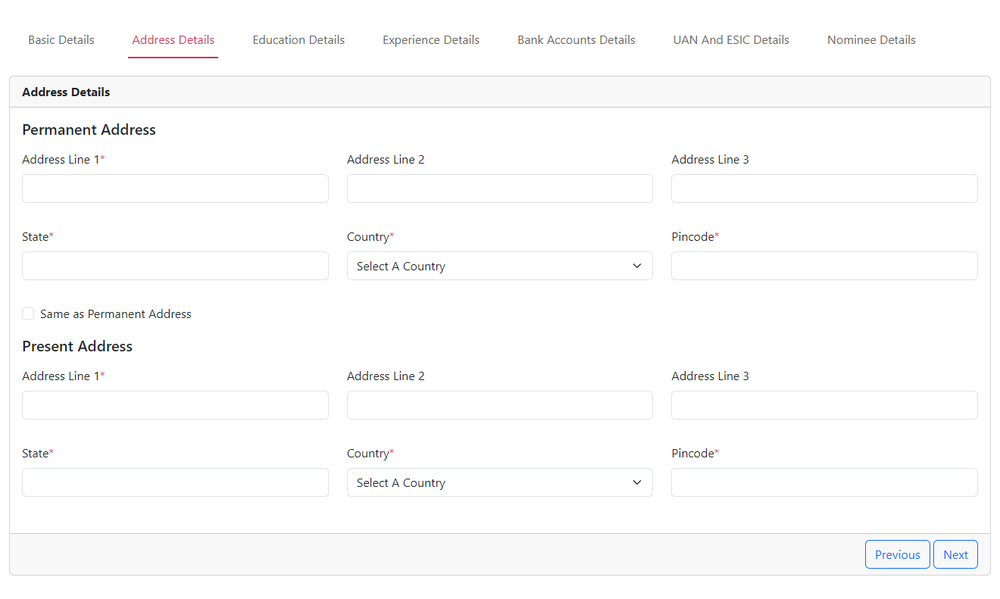 Basic Details Address Details Education Details Experience Details Bank Accounts Details UAN And ESIC Details Nominee Details
Address Details
Permanent Address
Address Line 1* Address Line 2 Address Line 3
State* Country* Pincode*
Select A Country
Same as Permanent Address
Present Address
Address Line 1* Address Line 2 Address Line 3
State* Country* Pincode*
Select A Country
Previous Next